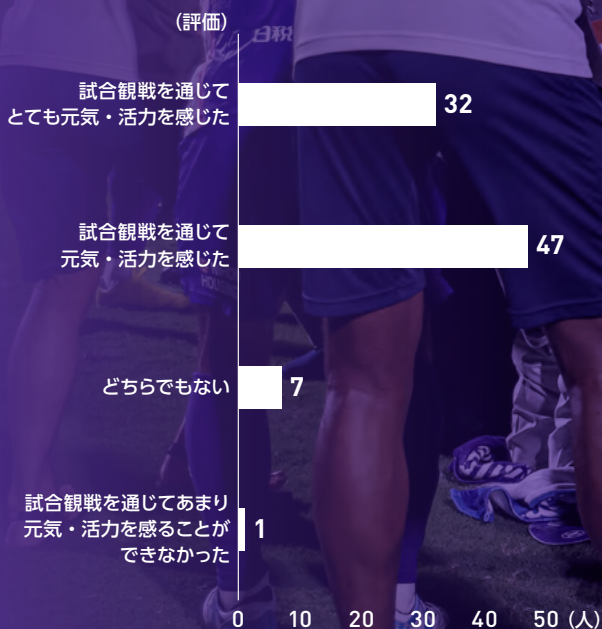 (評価)
日税
試合観戦を通じて
とても元気・活力を感じた
32
試合観戦を通じて
元気・活力を感じた
47
どちらでもない
7
試合観戦を通じてあまり
元気・活力を感ることが
できなかった
1
0 10 20 30 40 50 (人)